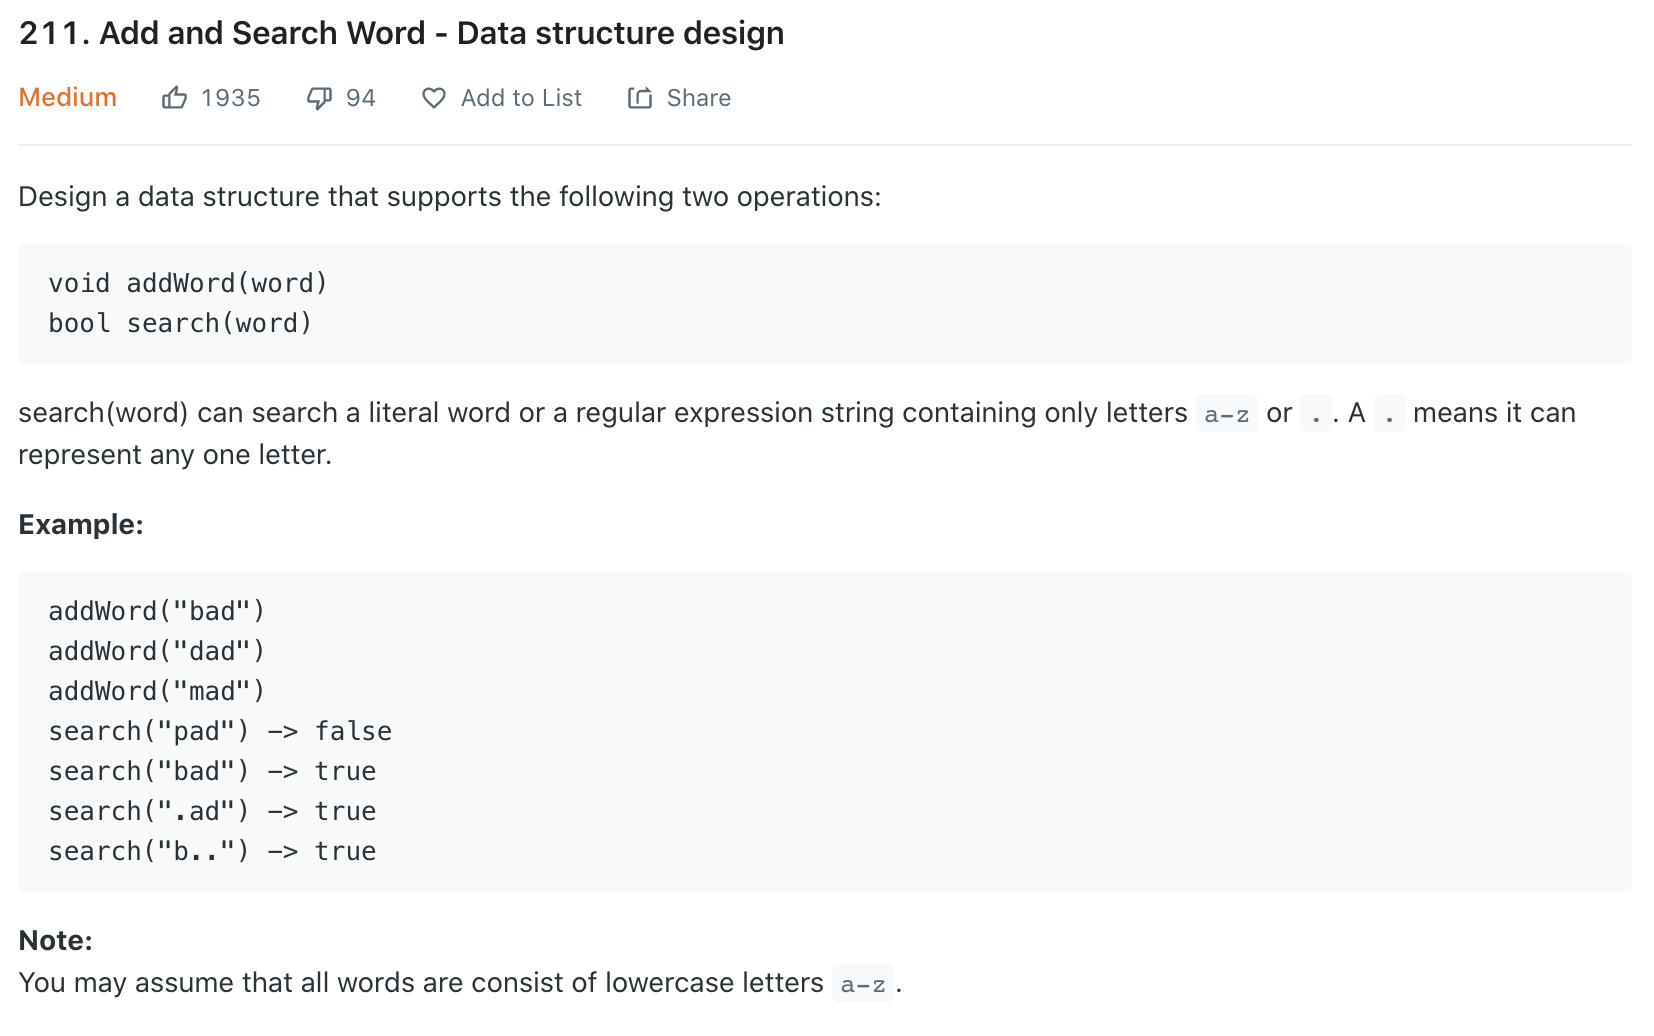 211. Add and Search Word - Data structure design
Medium 1935 94 Add to List Share
Design a data structure that supports the following two operations:
void addWord(word)
bool search(word)
search(word) can search a literal word or a regular expression string containing only letters a-z or . . A . means it can
represent any one letter.
Example:
addWord("bad")
addWord("dad")
addWord("mad")
search("pad") -> false
search("bad") -> true
search(".ad") -> true
search("b..") -> true
Note:
You may assume that all words are consist of lowercase letters a-z .